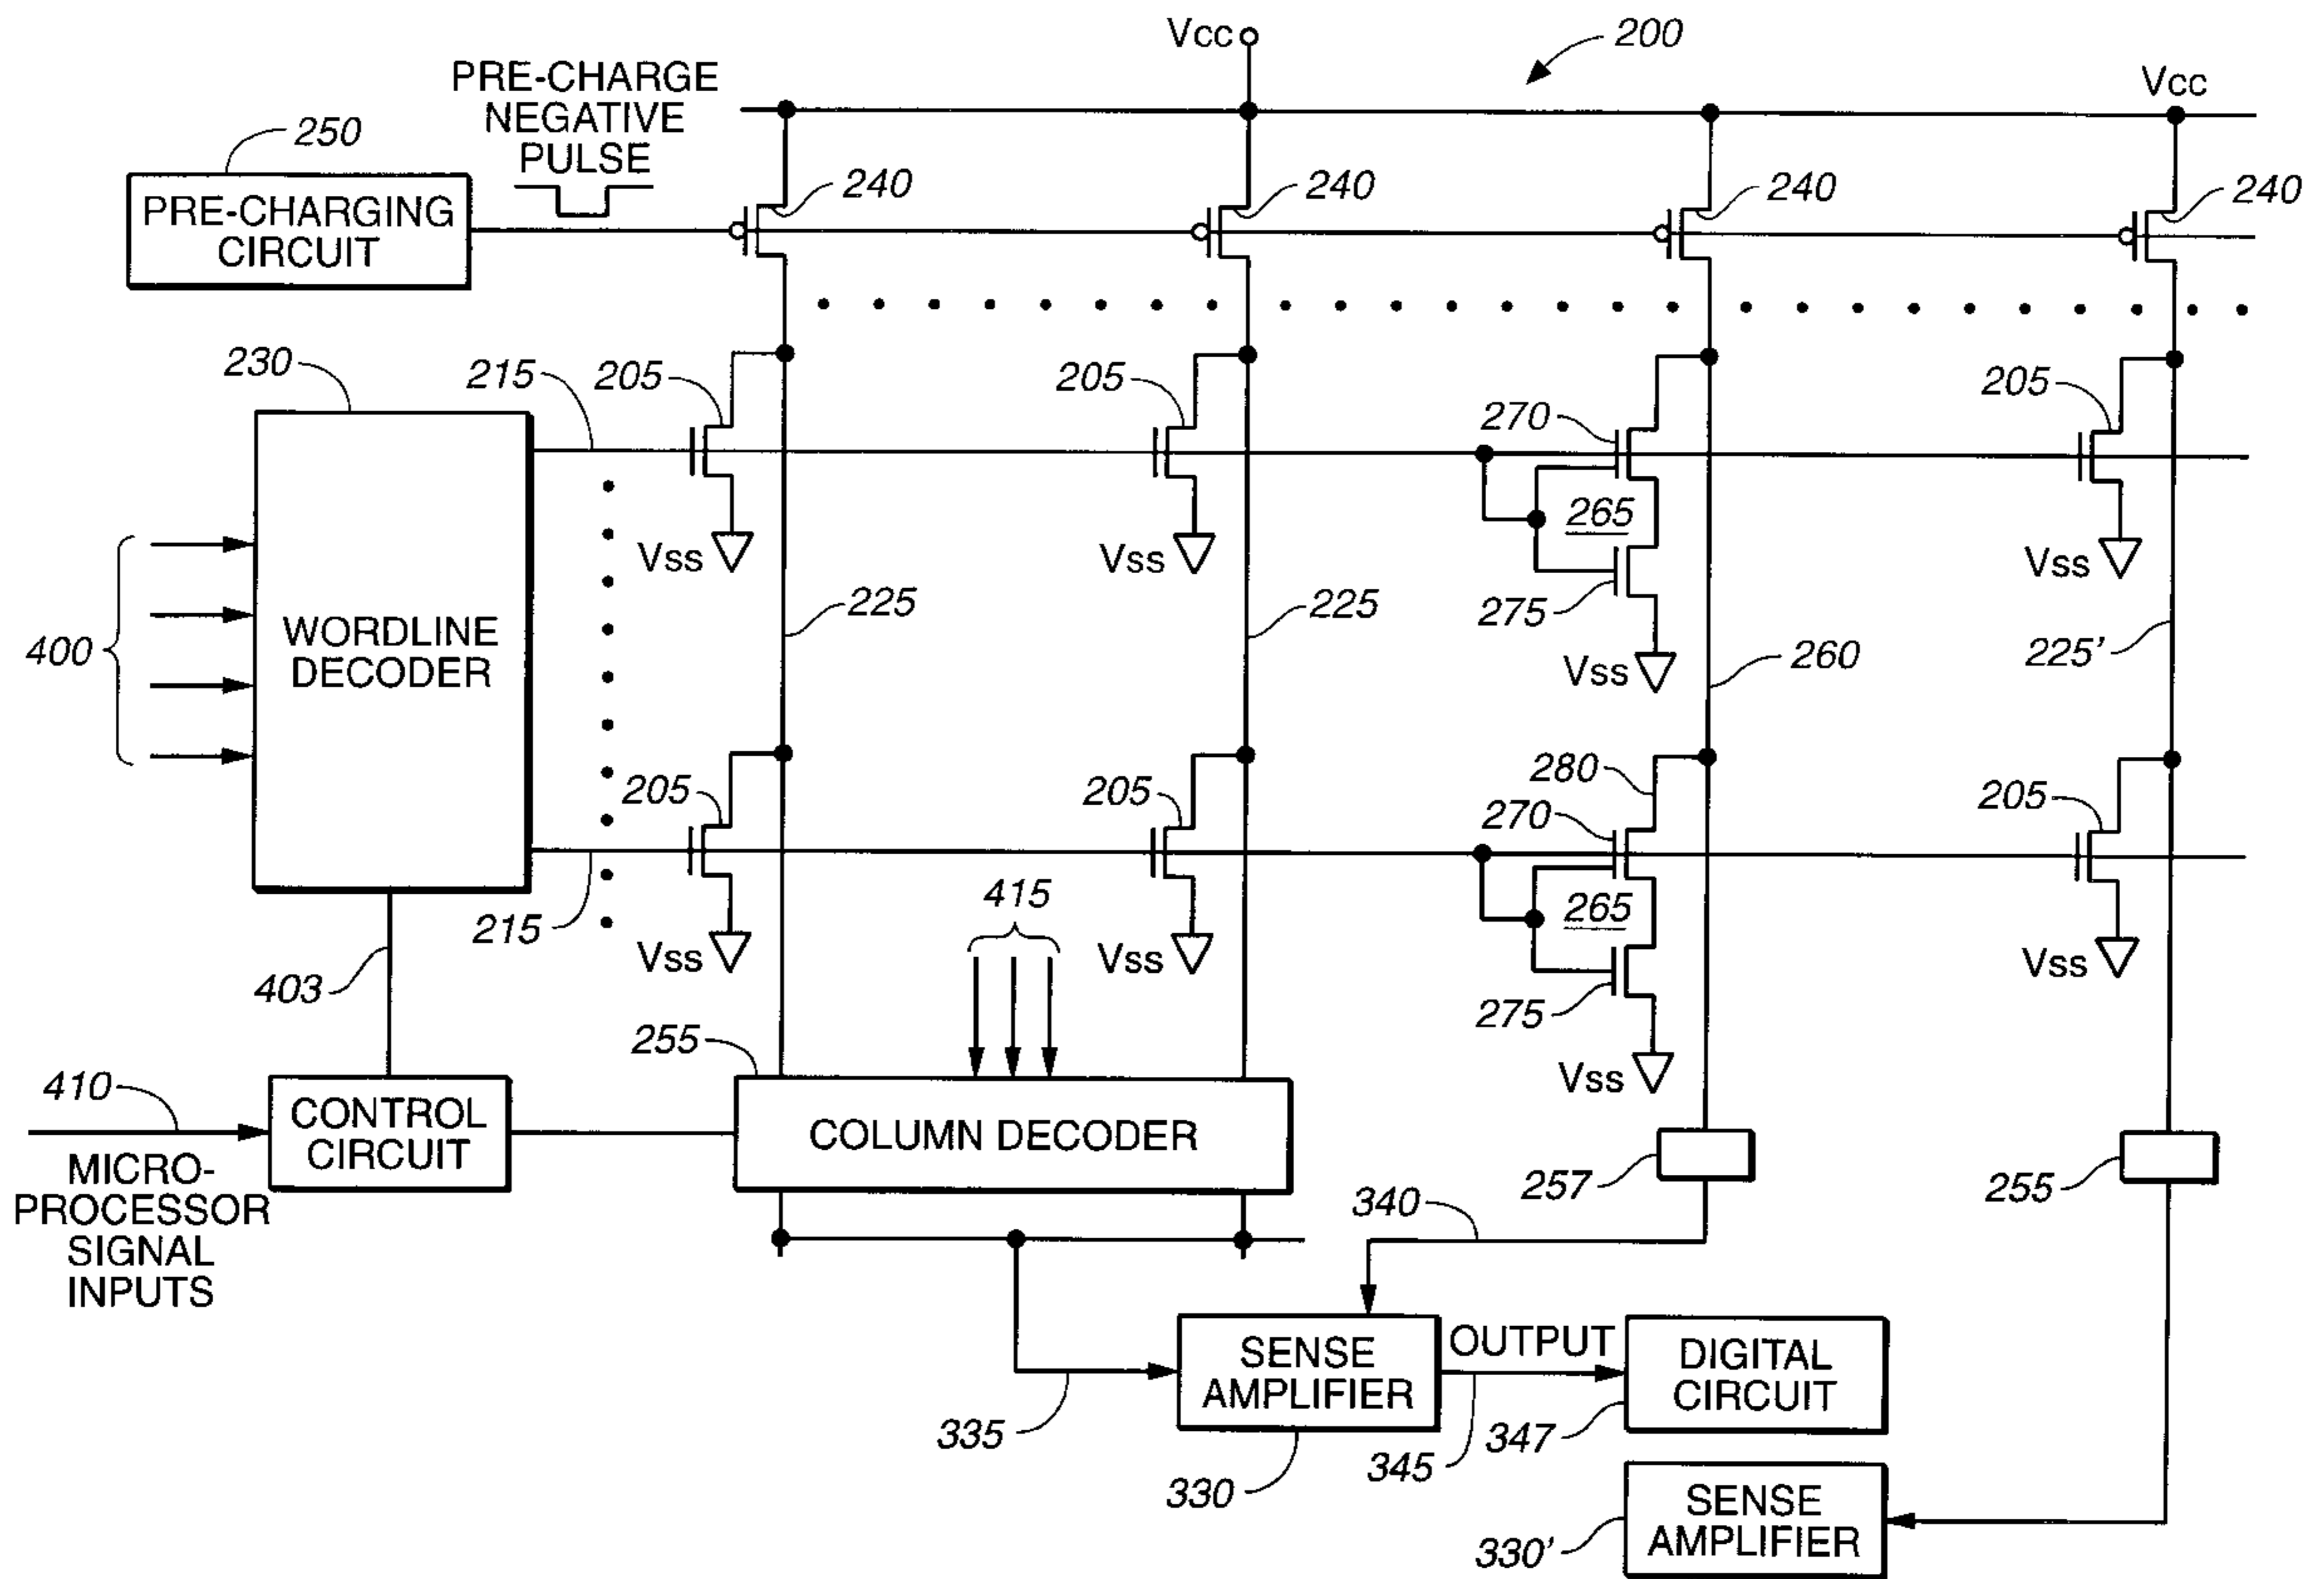 Vcc
200
PRE-CHARGE
NEGATIVE
PULSE
Vcc
250
PRE-CHARGING
CIRCUIT
240
240
240
240
230
215
205
205
270
205
265
Vss
Vss
275
Vss
Vss
400
WORDLINE
DECODER
225
225
260
225'
280
205
205
270
205
415
265
215
Vss
Vss
275
Vss
Vss
403
255
410
CONTROL
CIRCUIT
COLUMN DECODER
MICRO-
PROCESSOR
SIGNAL
INPUTS
257
255
340
SENSE
AMPLIFIER
OUTPUT
DIGITAL
CIRCUIT
335
345
347
330
SENSE
AMPLIFIER
330'